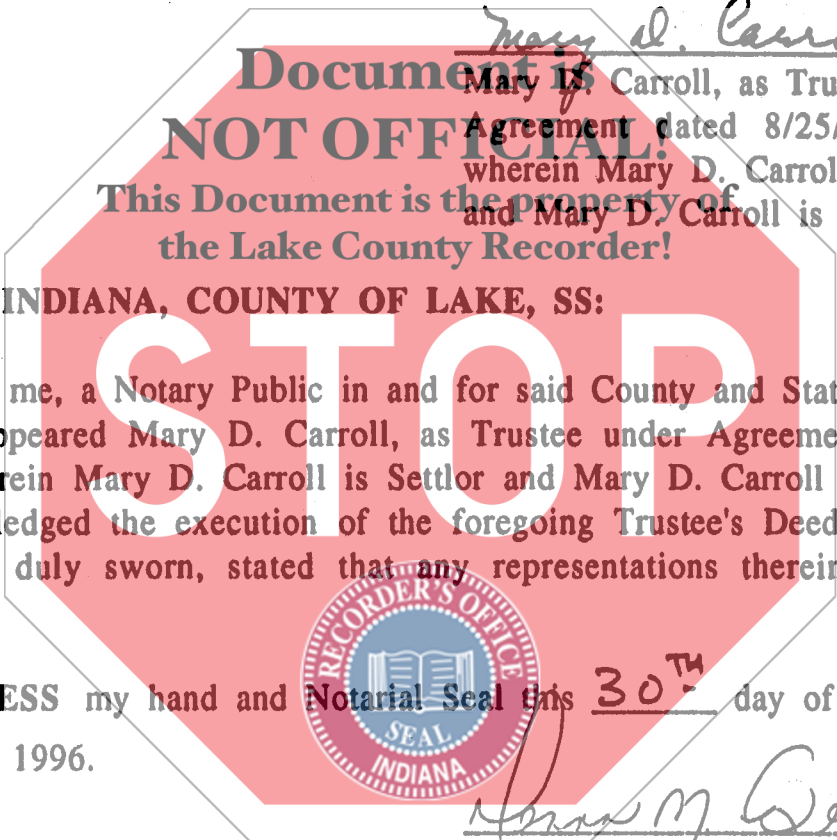 Mary D. Carro
Document is
Mary D. Carroll, as Tru
NOT OFFICIAL!
Agreement dated 8/25/
wherein Mary D. Carrol
This Document is the property of
and Mary D. Carroll is
the Lake County Recorder!
INDIANA, COUNTY OF LAKE, SS:
STOP
me, a Notary Public in and for said County and Stat
ppeared Mary D. Carroll, as Trustee under Agreeme
rein Mary D. Carroll is Settlor and Mary D. Carroll
ledged the execution of the foregoing Trustee's Deed
duly sworn, stated that any representations therein
RECORDER'S OFFICE
SEAL
INDIANA
ESS my hand and Notarial Seal this 30TH day of
1996.